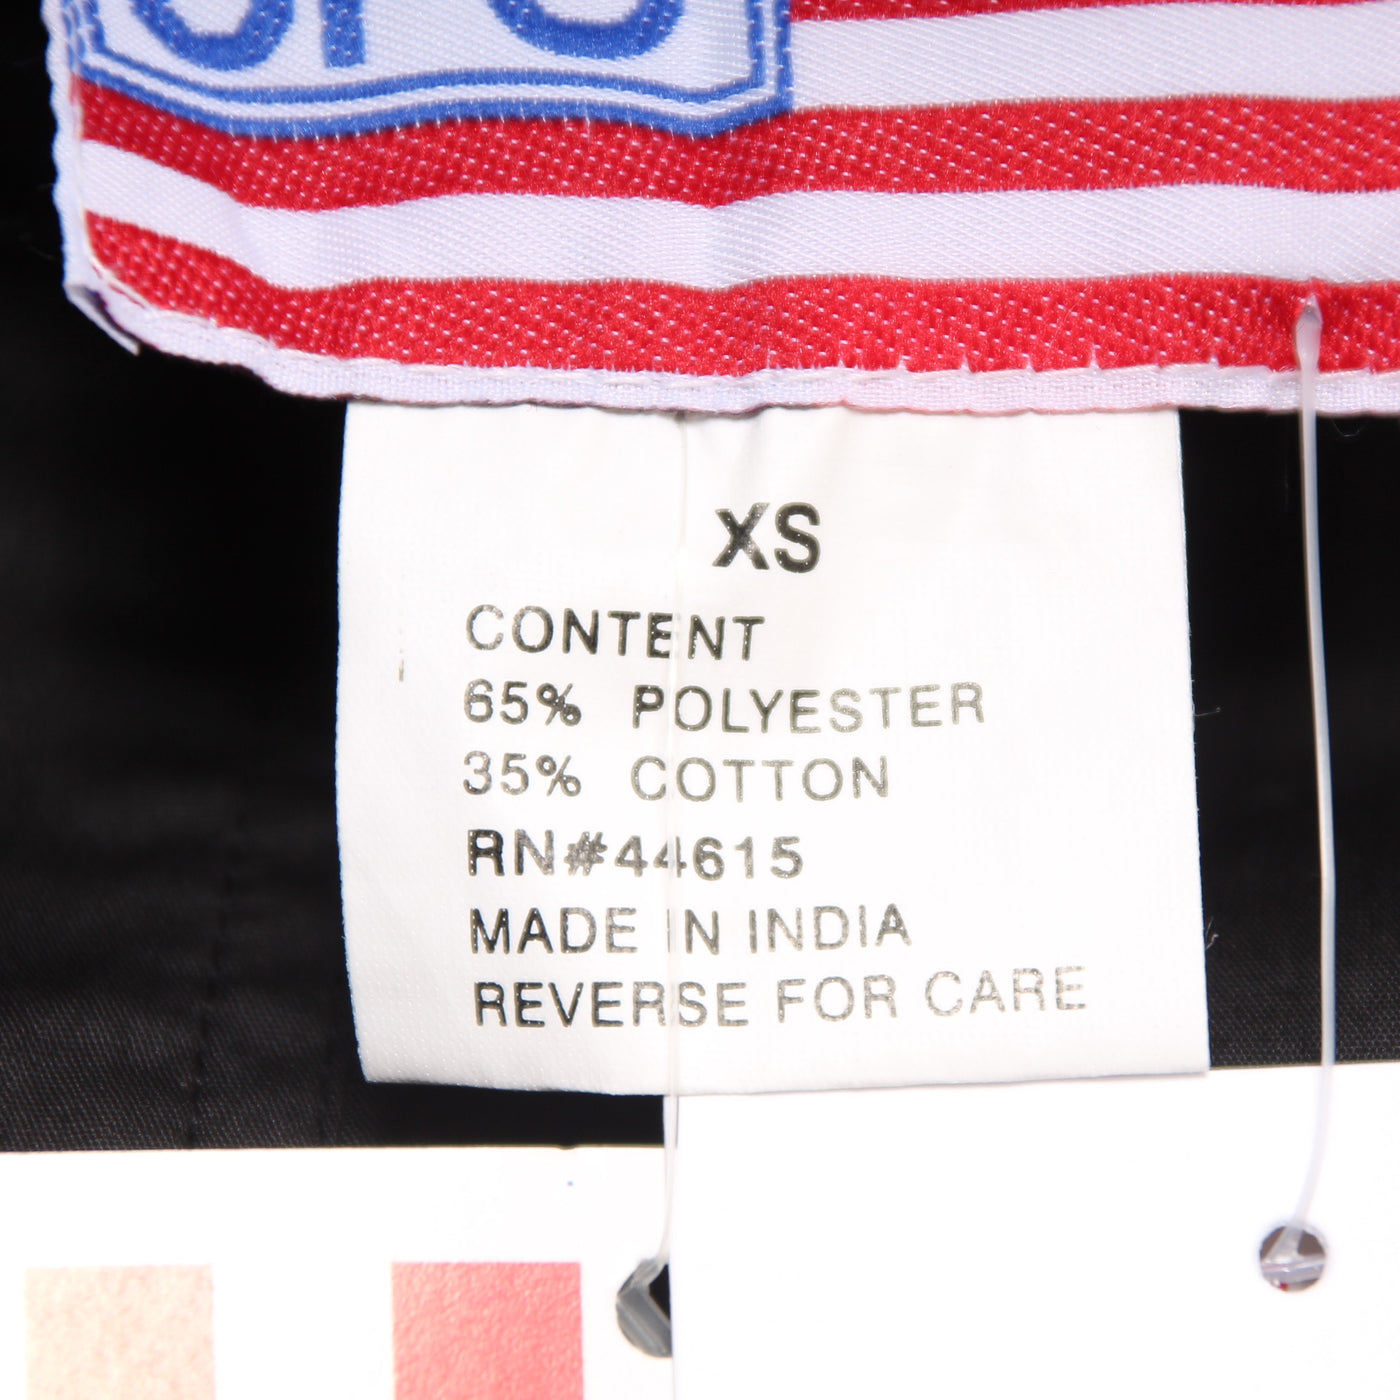 XS
CONTENT
65% POLYESTER
35% COTTON
RN#44615
MADE IN INDIA
REVERSE FOR CARE